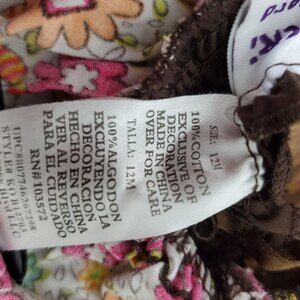 SIZE: 12M
100% COTTON
EXCLUSIVE OF
DECORATION
MADE IN CHINA
OVER FOR CARE
TALLA: 12M
100% ALGODON
EXCLUYENDO LA
DECORACION
HECHO EN CHINA
VER AL REVERSO
PARA EL CUIDADO
RN# 103572
STYLE#